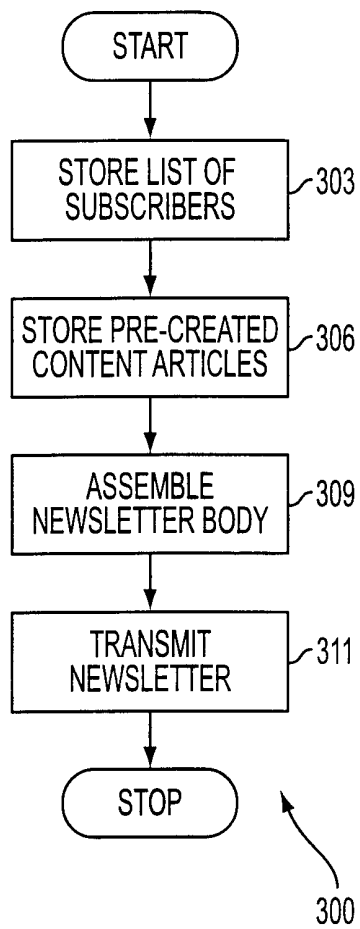 START
STORE LIST OF
SUBSCRIBERS
303
STORE PRE-CREATED
CONTENT ARTICLES
306
ASSEMBLE
NEWSLETTER BODY
309
TRANSMIT
NEWSLETTER
311
STOP
300